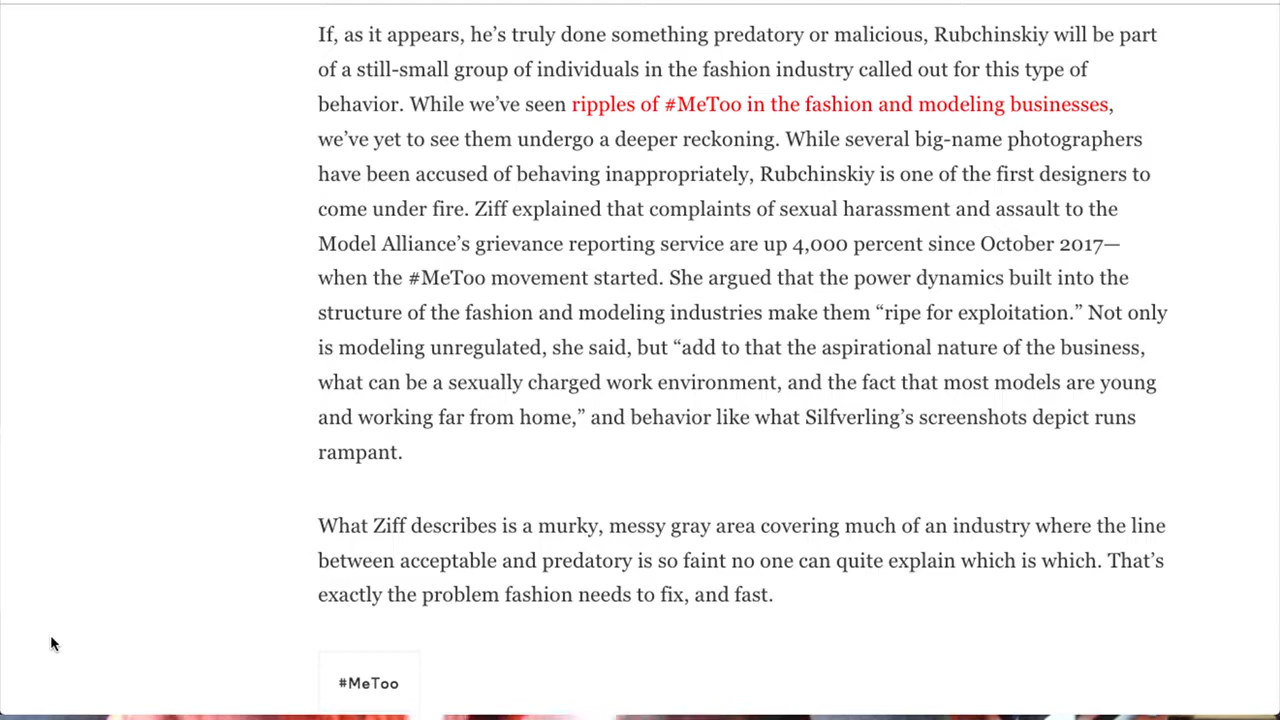 If, as it appears, he’s truly done something predatory or malicious, Rubchinskiy will be part
of a still-small group of individuals in the fashion industry called out for this type of
behavior. While we’ve seen ripples of #MeToo in the fashion and modeling businesses,
we’ve yet to see them undergo a deeper reckoning. While several big-name photographers
have been accused of behaving inappropriately, Rubchinskiy is one of the first designers to
come under fire. Ziff explained that complaints of sexual harassment and assault to the
Model Alliance’s grievance reporting service are up 4,000 percent since October 2017—
when the #MeToo movement started. She argued that the power dynamics built into the
structure of the fashion and modeling industries make them “ripe for exploitation.” Not only
is modeling unregulated, she said, but “add to that the aspirational nature of the business,
what can be a sexually charged work environment, and the fact that most models are young
and working far from home,” and behavior like what Silfverling’s screenshots depict runs
rampant.
What Ziff describes is a murky, messy gray area covering much of an industry where the line
between acceptable and predatory is so faint no one can quite explain which is which. That’s
exactly the problem fashion needs to fix, and fast.
#MeToo